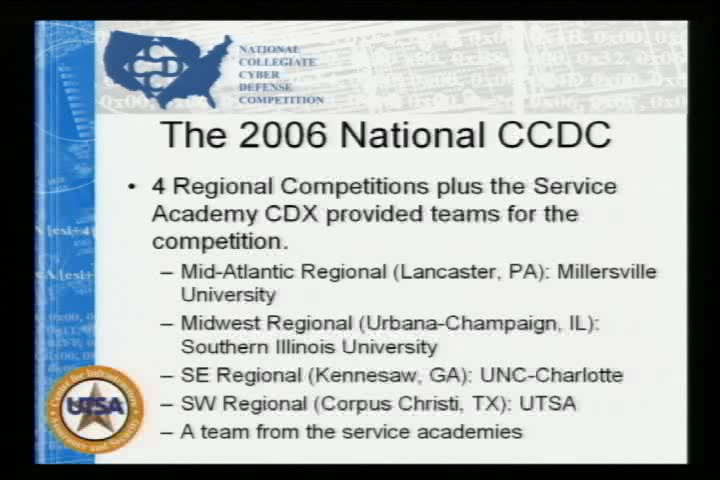 NATIONAL
COLLEGIATE
CYBER
DEFENSE
COMPETITION
The 2006 National CCDC
• 4 Regional Competitions plus the Service
Academy CDX provided teams for the
competition.
– Mid-Atlantic Regional (Lancaster, PA): Millersville
University
– Midwest Regional (Urbana-Champaign, IL):
Southern Illinois University
– SE Regional (Kennesaw, GA): UNC-Charlotte
– SW Regional (Corpus Christi, TX): UTSA
– A team from the service academies
UTSA